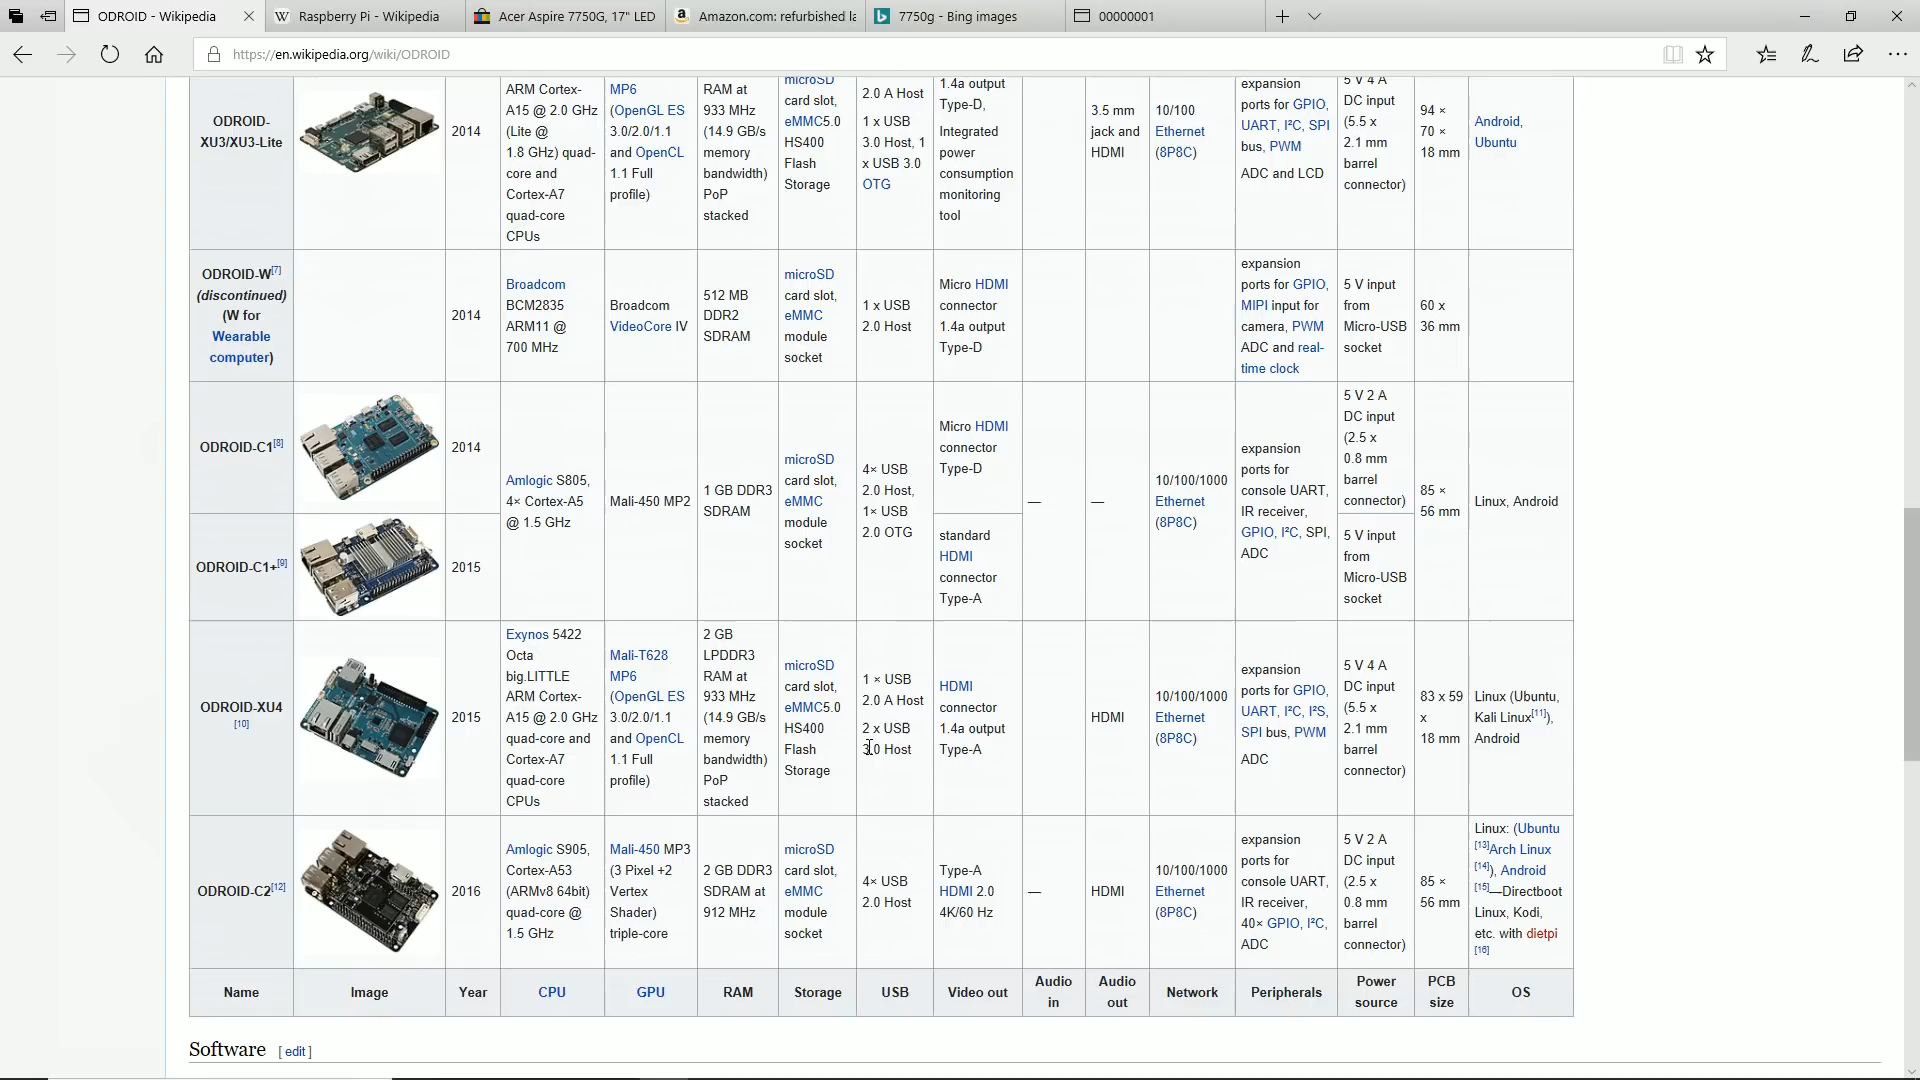 ODROID - Wikipedia
Raspberry Pi - Wikipedia
Acer Aspire 7750G, 17" LED
Amazon.com: refurbished la
7750g - Bing images
00000001
https://en.wikipedia.org/wiki/ODROID
ODROID-
XU3/XU3-Lite
2014
ARM Cortex-
A15 @ 2.0 GHz
(Lite @
1.8 GHz) quad-
core and
Cortex-A7
quad-core
CPUs
MP6
(OpenGL ES
3.0/2.0/1.1
and OpenCL
1.1 Full
profile)
RAM at
933 MHz
(14.9 GB/s
memory
bandwidth)
PoP
stacked
microSD
card slot,
eMMC5.0
HS400
Flash
Storage
2.0 A Host
1 x USB
3.0 Host, 1
x USB 3.0
OTG
1.4a output
Type-D,
Integrated
power
consumption
monitoring
tool
3.5 mm
jack and
HDMI
10/100
Ethernet
(8P8C)
expansion
ports for GPIO,
UART, I²C, SPI
bus, PWM
ADC and LCD
5 V 4 A
DC input
(5.5 x
2.1 mm
barrel
connector)
94 ×
70 ×
18 mm
Android,
Ubuntu
ODROID-W[7]
(discontinued)
(W for
Wearable
computer)
2014
Broadcom
BCM2835
ARM11 @
700 MHz
Broadcom
VideoCore IV
512 MB
DDR2
SDRAM
microSD
card slot,
eMMC
module
socket
1 x USB
2.0 Host
Micro HDMI
connector
1.4a output
Type-D
expansion
ports for GPIO,
MIPI input for
camera, PWM
ADC and real-
time clock
5 V input
from
Micro-USB
socket
60 x
36 mm
ODROID-C1[8]
2014
Amlogic S805,
4× Cortex-A5
@ 1.5 GHz
Mali-450 MP2
1 GB DDR3
SDRAM
microSD
card slot,
eMMC
module
socket
4× USB
2.0 Host,
1× USB
2.0 OTG
Micro HDMI
connector
Type-D
—
—
10/100/1000
Ethernet
(8P8C)
expansion
ports for
console UART,
IR receiver,
GPIO, I²C, SPI,
ADC
5 V 2 A
DC input
(2.5 x
0.8 mm
barrel
connector)
85 ×
56 mm
Linux, Android
ODROID-C1+[9]
2015
standard
HDMI
connector
Type-A
5 V input
from
Micro-USB
socket
ODROID-XU4
[10]
2015
Exynos 5422
Octa
big.LITTLE
ARM Cortex-
A15 @ 2.0 GHz
quad-core and
Cortex-A7
quad-core
CPUs
Mali-T628
MP6
(OpenGL ES
3.0/2.0/1.1
and OpenCL
1.1 Full
profile)
2 GB
LPDDR3
RAM at
933 MHz
(14.9 GB/s
memory
bandwidth)
PoP
stacked
microSD
card slot,
eMMC5.0
HS400
Flash
Storage
1 × USB
2.0 A Host
2 x USB
3.0 Host
HDMI
connector
1.4a output
Type-A
HDMI
10/100/1000
Ethernet
(8P8C)
expansion
ports for GPIO,
UART, I²C, I²S,
SPI bus, PWM
ADC
5 V 4 A
DC input
(5.5 x
2.1 mm
barrel
connector)
83 x 59
x
18 mm
Linux (Ubuntu,
Kali Linux[11]),
Android
ODROID-C2[12]
2016
Amlogic S905,
Cortex-A53
(ARMv8 64bit)
quad-core @
1.5 GHz
Mali-450 MP3
(3 Pixel +2
Vertex
Shader)
triple-core
2 GB DDR3
SDRAM at
912 MHz
microSD
card slot,
eMMC
module
socket
4× USB
2.0 Host
Type-A
HDMI 2.0
4K/60 Hz
—
HDMI
10/100/1000
Ethernet
(8P8C)
expansion
ports for
console UART,
IR receiver,
40× GPIO, I²C,
ADC
5 V 2 A
DC input
(2.5 x
0.8 mm
barrel
connector)
85 ×
56 mm
Linux: (Ubuntu
[13]Arch Linux
[14]), Android
[15]—Directboot
Linux, Kodi,
etc. with dietpi
[16]
Name
Image
Year
CPU
GPU
RAM
Storage
USB
Video out
Audio
in
Audio
out
Network
Peripherals
Power
source
PCB
size
OS
Software [ edit ]